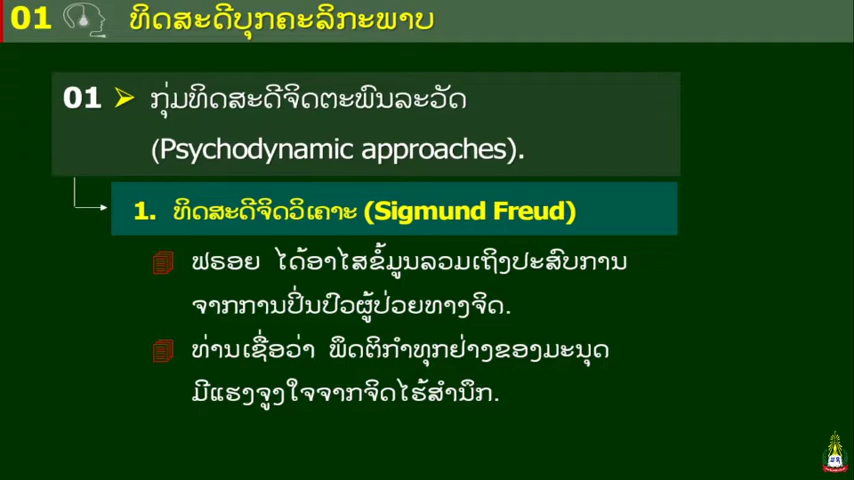 01 ທິດສະດີບຸກຄະລິກະພາບ
01 ➢ ກຸ່ມທິດສະດີຈິດຕະພົນລະວັດ
(Psychodynamic approaches).
1. ທິດສະດີຈິດວິເຄາະ (Sigmund Freud)
ຟຣອຍ ໄດ້ອາໄສຂໍ້ມູນລວມເຖິງປະສົບການ
ຈາກການປິ່ນປົວຜູ້ປ່ວຍທາງຈິດ.
ທ່ານເຊື່ອວ່າ ພຶດຕິກຳທຸກຢ່າງຂອງມະນຸດ
ມີແຮງຈູງໃຈຈາກຈິດໄຮ້ສຳນຶກ.